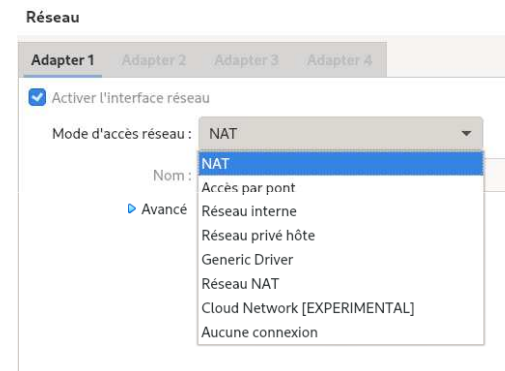 Réseau
Adapter 1 Adapter 2 Adapter 3 Adapter 4
Activer l'interface réseau
Mode d'accès réseau : NAT
NAT
Nom :
Accès par pont
Avancé
Réseau interne
Réseau privé hôte
Generic Driver
Réseau NAT
Cloud Network [EXPERIMENTAL]
Aucune connexion